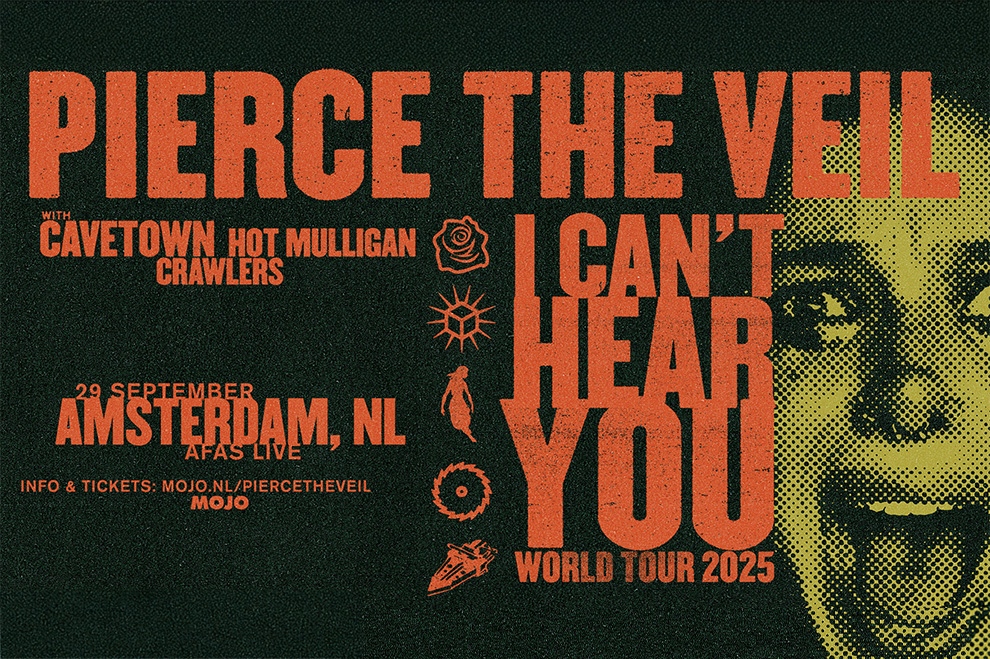 PIERCE THE VEIL
WITH
CAVETOWN HOT MULLIGAN
CRAWLERS
29 SEPTEMBER
AMSTERDAM, NL
AFAS LIVE
INFO & TICKETS: MOJO.NL/PIERCETHEVEIL
MOJO
I CAN'T
HEAR
YOU
WORLD TOUR 2025